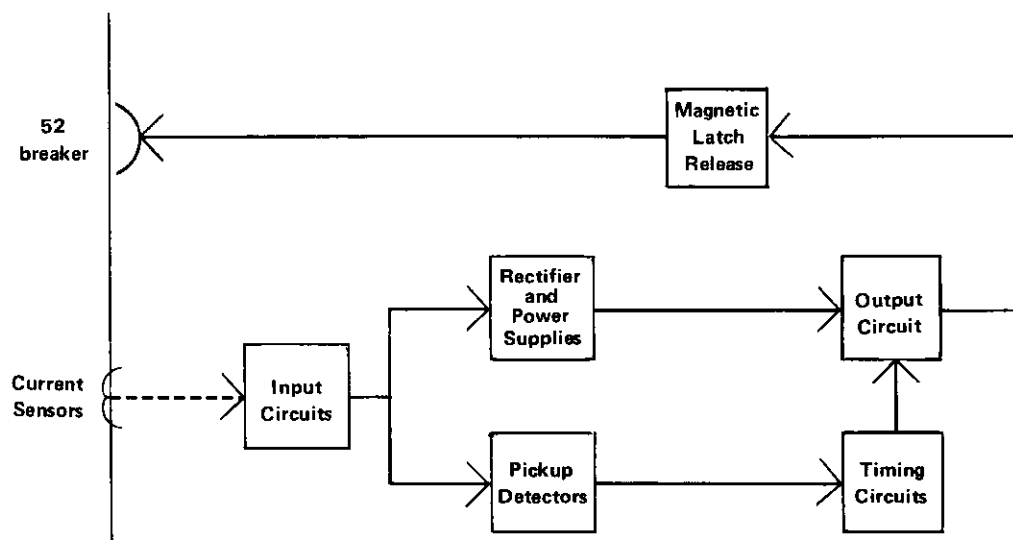 52
breaker
Magnetic
Latch
Release
Rectifier
and
Power
Supplies
Output
Circuit
Current
Sensors
Input
Circuits
Pickup
Detectors
Timing
Circuits